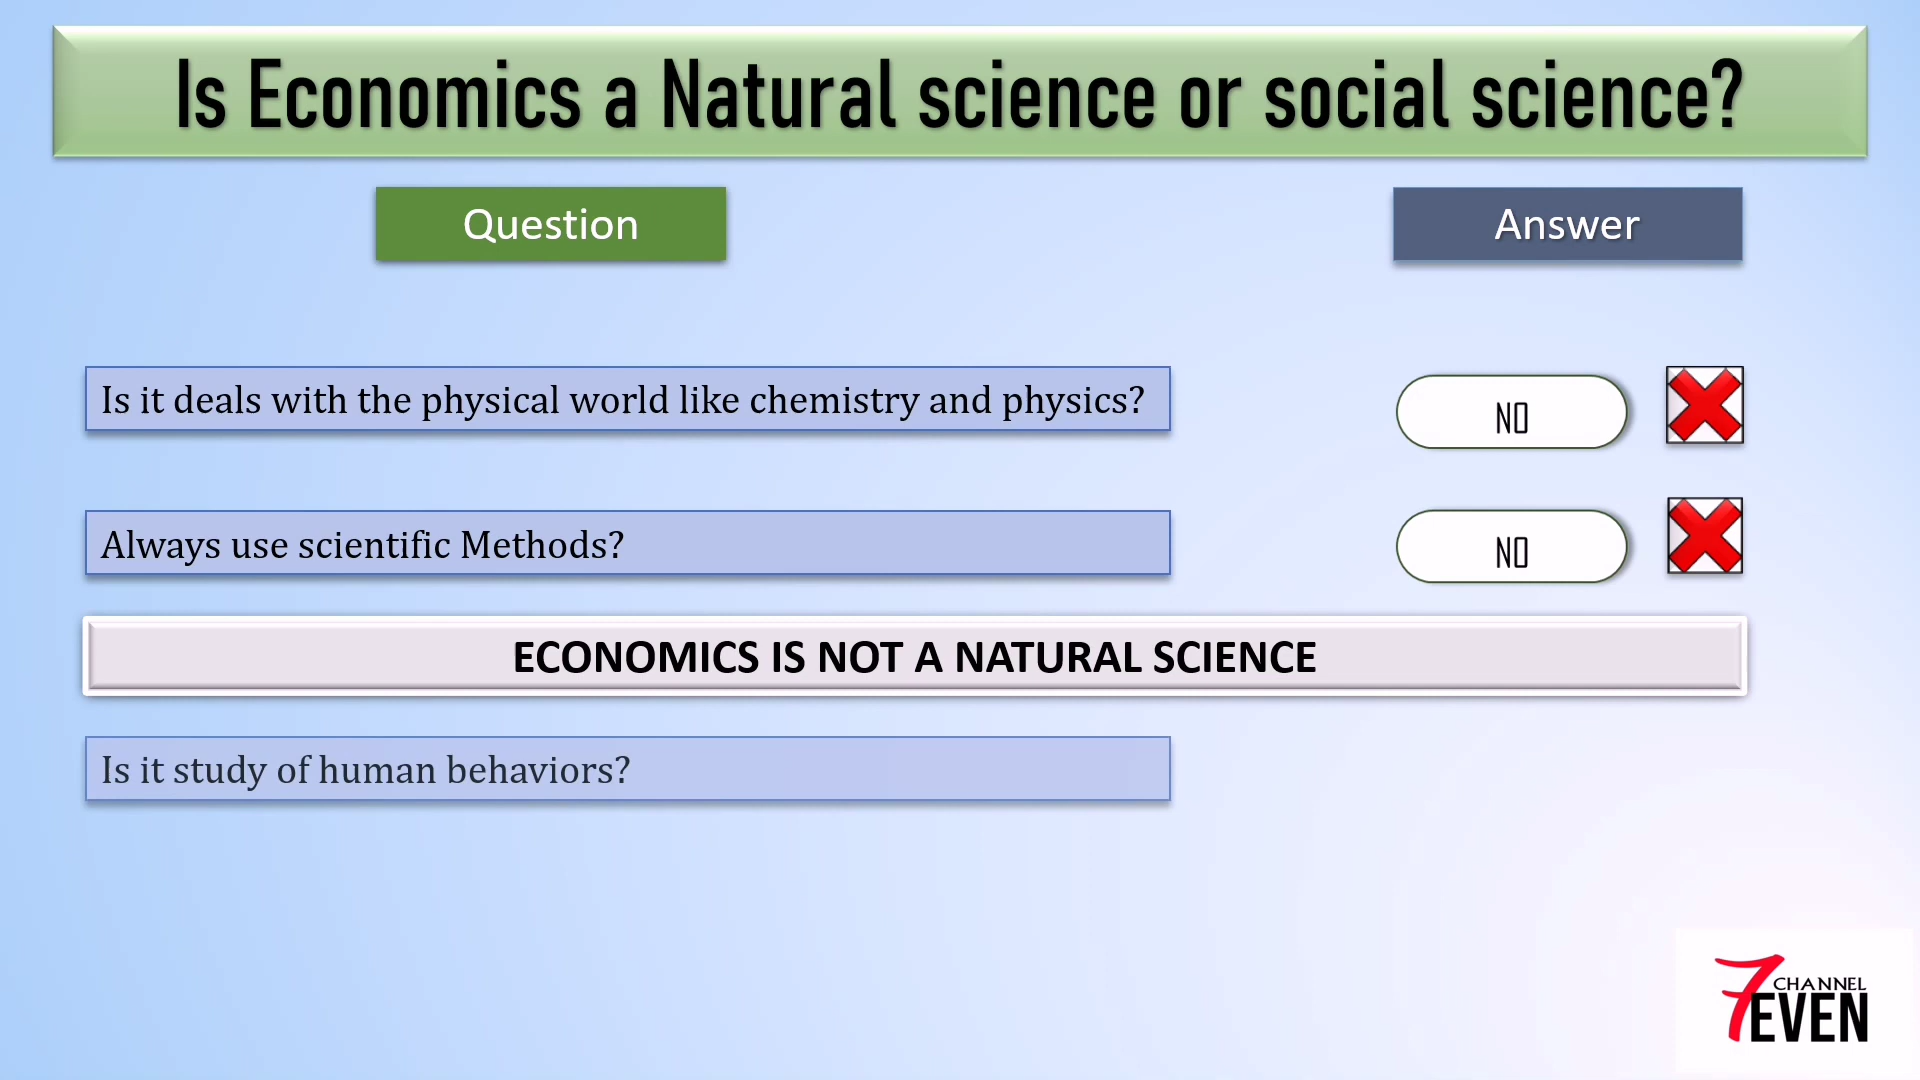 Is Economics a Natural science or social science?
Question
Answer
Is it deals with the physical world like chemistry and physics?
NO
Always use scientific Methods?
NO
ECONOMICS IS NOT A NATURAL SCIENCE
Is it study of human behaviors?
7 CHANNEL
EVEN